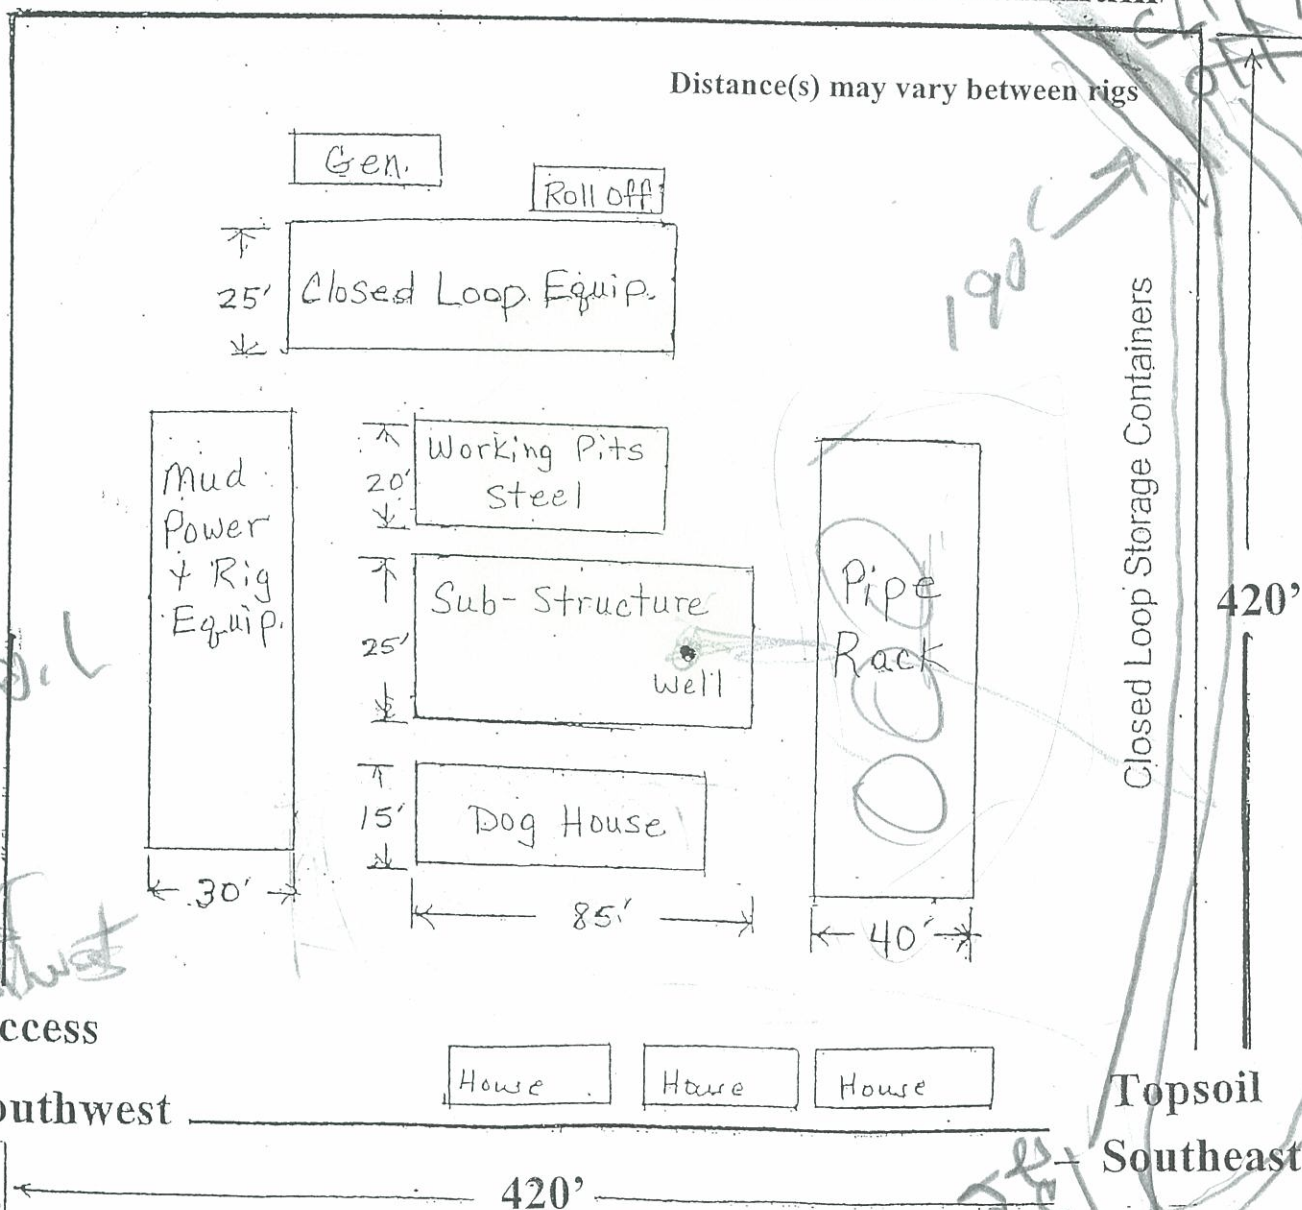 Distance(s) may vary between rigs
Gen.
Roll off
25' Closed Loop. Equip.
190'
Closed Loop Storage Containers
Mud
Power
+ Rig
Equip.
20'
Working Pits
Steel
25'
Sub-Structure
Well
Pipe
Rack
420'
15'
Dog House
30'
85'
40'
ccess
House
House
House
outhwest
Topsoil
Southeast
420'